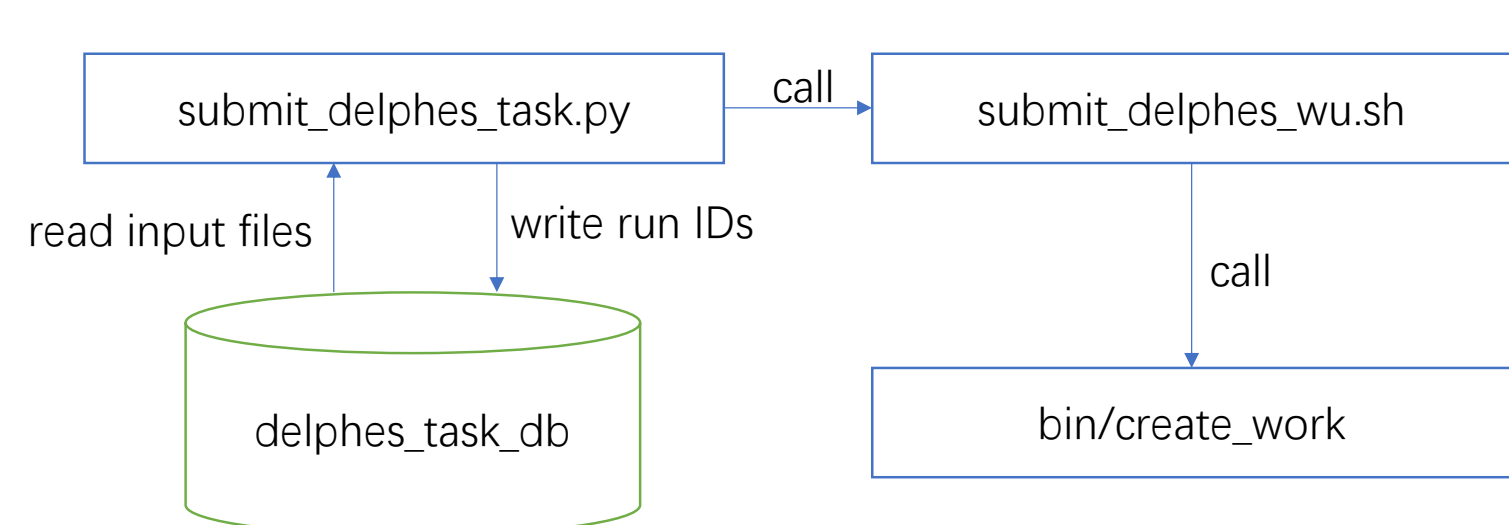 submit_delphes_task.py
call
submit_delphes_wu.sh
read input files
write run IDs
call
delphes_task_db
bin/create_work